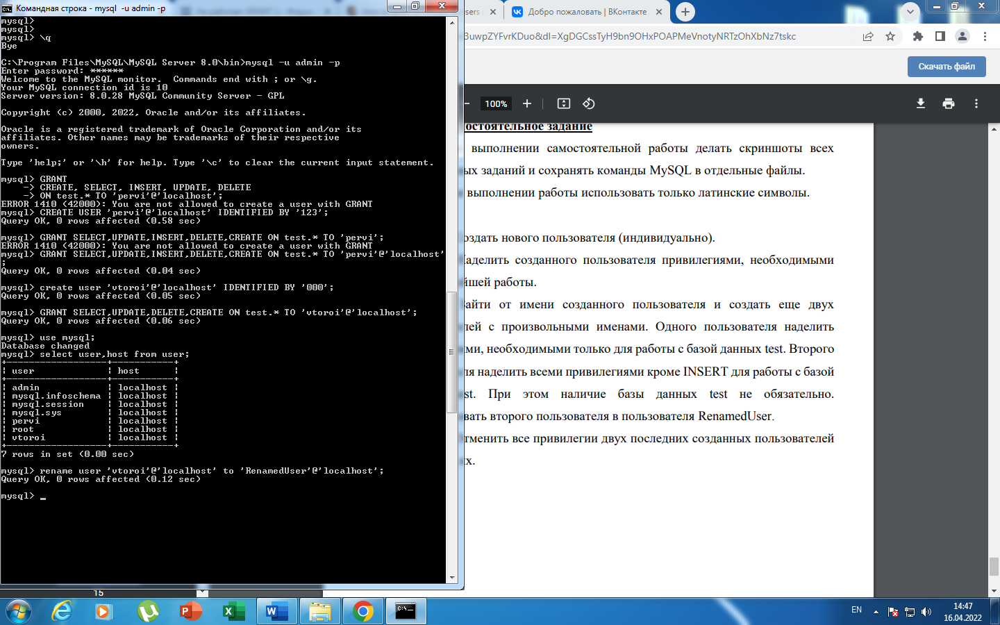 Командная строка - mysql  -u admin -p
mysql>
mysql>
mysql> \q
Bye
C:\Program Files\MySQL\MySQL Server 8.0\bin>mysql -u admin -p
Enter password: ******
Welcome to the MySQL monitor.  Commands end with ; or \g.
Your MySQL connection id is 10
Server version: 8.0.28 MySQL Community Server - GPL
Copyright (c) 2000, 2022, Oracle and/or its affiliates.
Oracle is a registered trademark of Oracle Corporation and/or its
affiliates. Other names may be trademarks of their respective
owners.
Type 'help;' or '\h' for help. Type '\c' to clear the current input statement.
mysql> GRANT
    -> CREATE, SELECT, INSERT, UPDATE, DELETE
    -> ON test.* TO 'pervi'@'localhost';
ERROR 1410 (42000): You are not allowed to create a user with GRANT
mysql> CREATE USER 'pervi'@'localhost' IDENTIFIED BY '123';
Query OK, 0 rows affected (0.58 sec)
mysql> GRANT SELECT,UPDATE,INSERT,DELETE,CREATE ON test.* TO 'pervi';
ERROR 1410 (42000): You are not allowed to create a user with GRANT
mysql> GRANT SELECT,UPDATE,INSERT,DELETE,CREATE ON test.* TO 'pervi'@'localhost'
;
Query OK, 0 rows affected (0.04 sec)
mysql> create user 'vtoroi'@'localhost' IDENTIFIED BY '000';
Query OK, 0 rows affected (0.05 sec)
mysql> GRANT SELECT,UPDATE,DELETE,CREATE ON test.* TO 'vtoroi'@'localhost';
Query OK, 0 rows affected (0.06 sec)
mysql> use mysql;
Database changed
mysql> select user,host from user;
+------------------+-----------+
| user             | host      |
+------------------+-----------+
| admin            | localhost |
| mysql.infoschema | localhost |
| mysql.session    | localhost |
| mysql.sys        | localhost |
| pervi            | localhost |
| root             | localhost |
| vtoroi           | localhost |
+------------------+-----------+
7 rows in set (0.00 sec)
mysql> rename user 'vtoroi'@'localhost' to 'RenamedUser'@'localhost';
Query OK, 0 rows affected (0.12 sec)
mysql> _
sers
Добро пожаловать | ВКонтакте
3uwpZYFvrKDuo&dl=XgDGCssTyH9bn9OHxPOAPMeVnotyNRTzOhXbNz7tskc
Скачать файл
100%
остоятельное задание
выполнении самостоятельной работы делать скриншоты всех
ых заданий и сохранять команды MySQL в отдельные файлы.
выполнении работы использовать только латинские символы.
оздать нового пользователя (индивидуально).
аделить созданного пользователя привилегиями, необходимыми
йшей работы.
Зайти от имени созданного пользователя и создать еще двух
лей с произвольными именами. Одного пользователя наделить
ми, необходимыми только для работы с базой данных test. Второго
ля наделить всеми привилегиями кроме INSERT для работы с базой
st. При этом наличие базы данных test не обязательно.
вать второго пользователя в пользователя RenamedUser.
тменить все привилегии двух последних созданных пользователей
их.
15
EN
14:47
16.04.2022